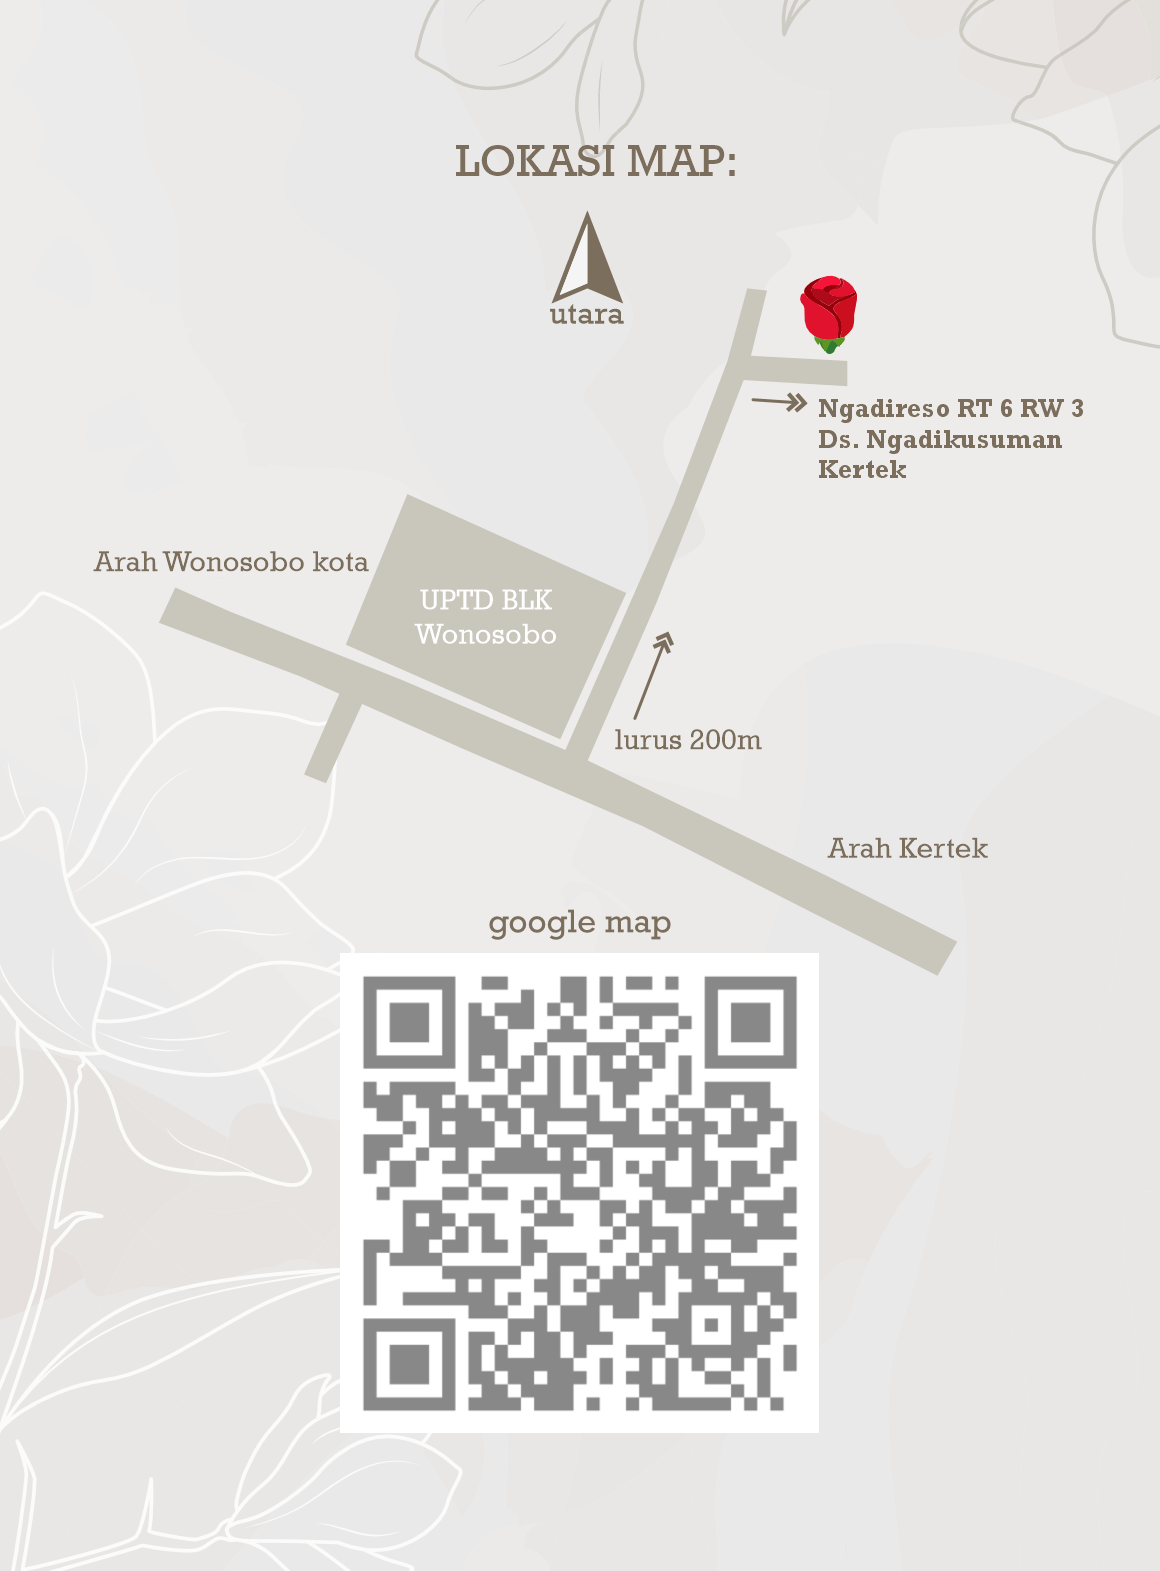 LOKASI MAP:
utara
Ngadireso RT 6 RW 3
Ds. Ngadikusuman
Kertek
Arah Wonosobo kota
UPTD BLK
Wonosobo
lurus 200m
Arah Kertek
google map